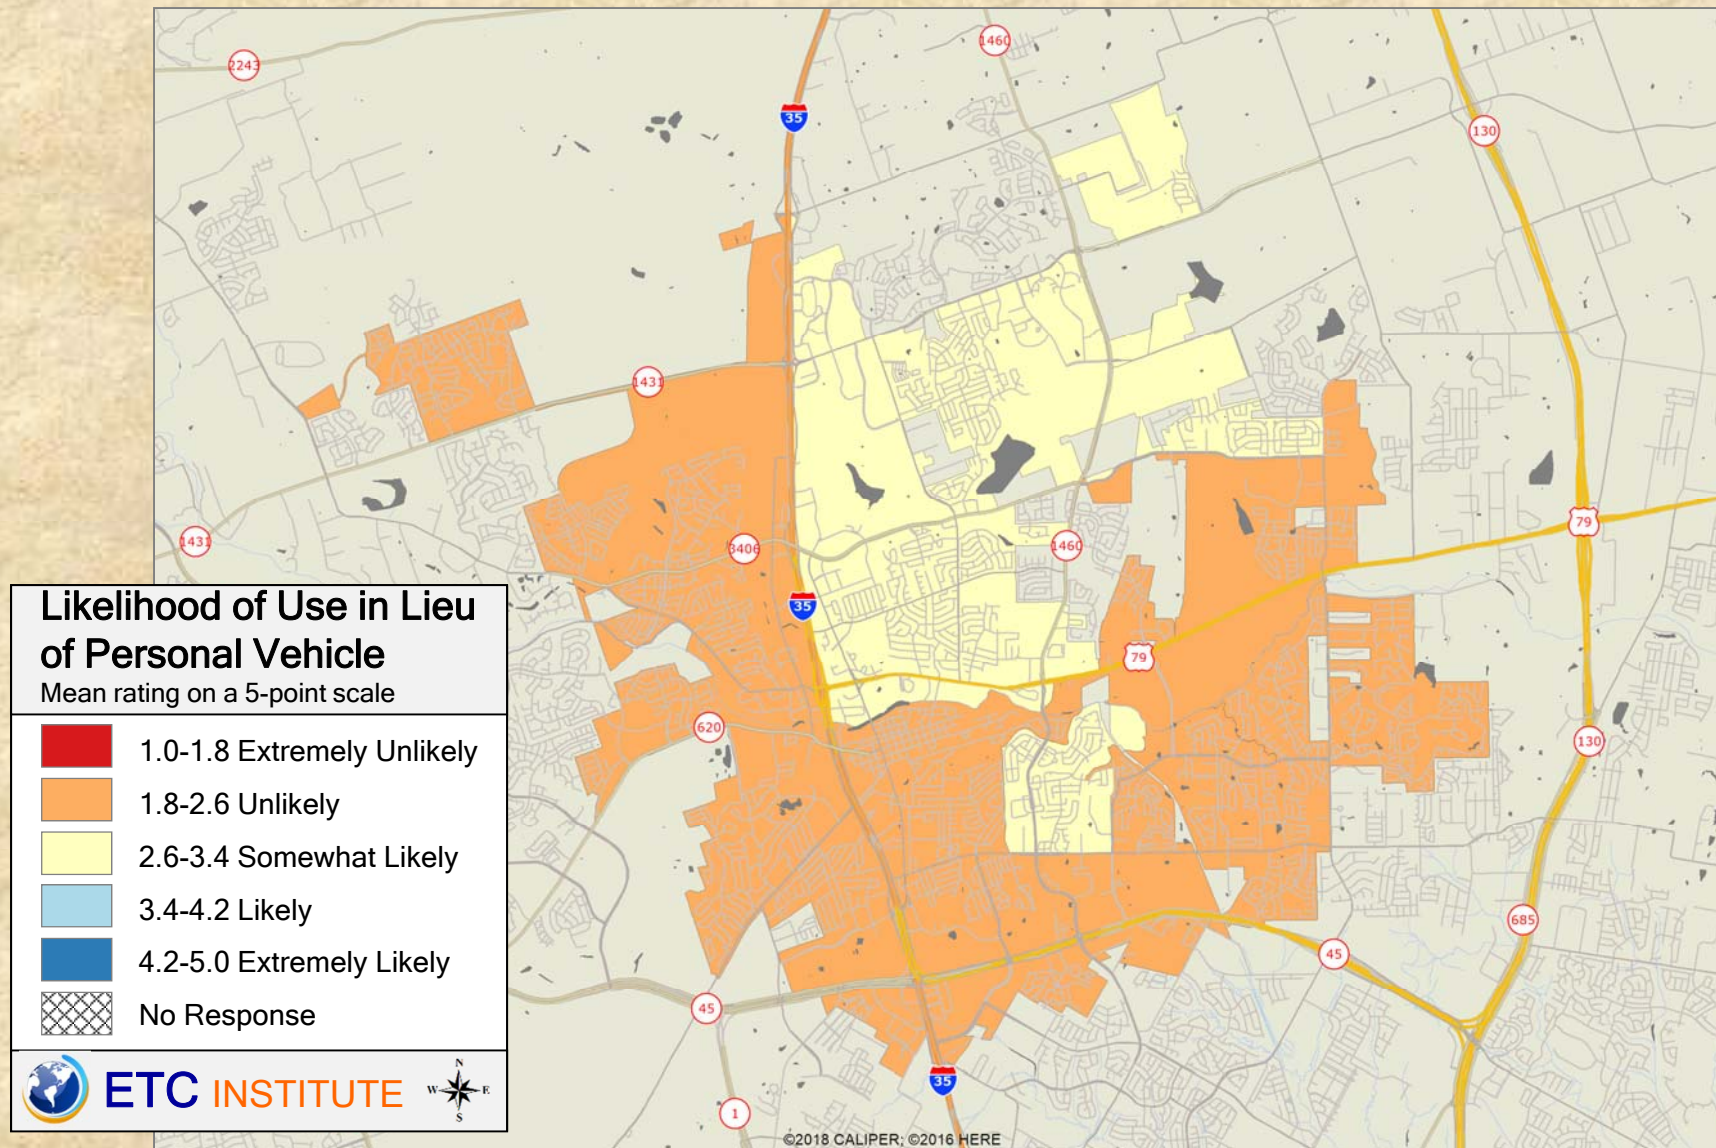 2243
1460
35
130
1431
1431
3406
1460
79
35
79
620
130
685
45
45
35
1
Likelihood of Use in Lieu
of Personal Vehicle
Mean rating on a 5-point scale
1.0-1.8 Extremely Unlikely
1.8-2.6 Unlikely
2.6-3.4 Somewhat Likely
3.4-4.2 Likely
4.2-5.0 Extremely Likely
No Response
ETC INSTITUTE
N
W E
S
©2018 CALIPER; ©2016 HERE